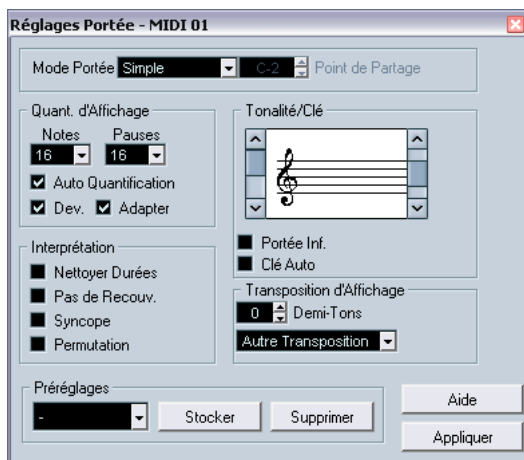 Réglages Portée - MIDI 01
Mode Portée Simple C-2 Point de Partage
Quant. d'Affichage
Notes Pauses
16 16
Auto Quantification
Dev. Adapter
Tonalité/Clé
Portée Inf.
Clé Auto
Interprétation
Nettoyer Durées
Pas de Recouv.
Syncope
Permutation
Transposition d'Affichage
0 Demi-Tons
Autre Transposition
Préréglages
- Stocker Supprimer
Aide
Appliquer